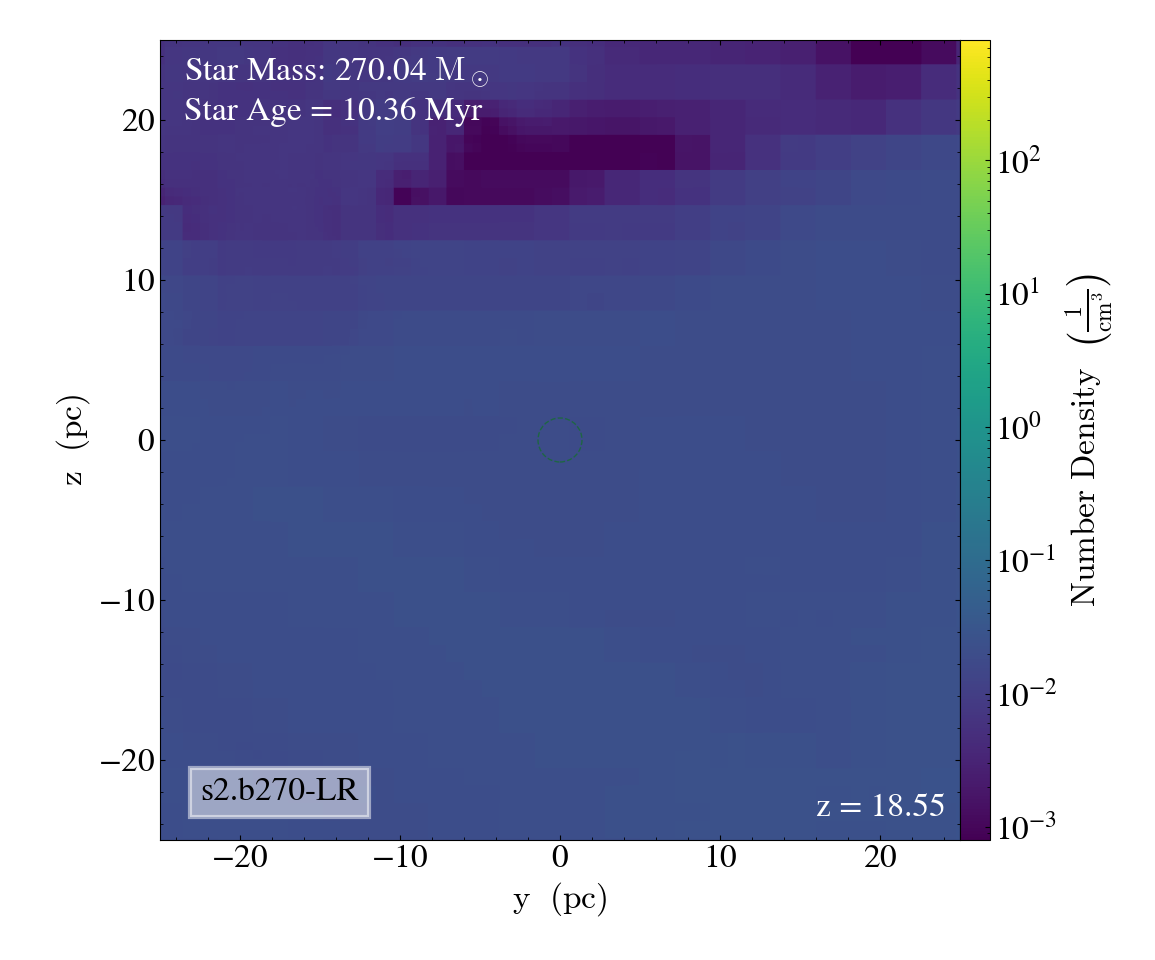 Star Mass: 270.04 M⊙
Star Age = 10.36 Myr
20
10
0
−10
−20
z (pc)
s2.b270-LR
z = 18.55
−20 −10 0 10 20
y (pc)
10²
10¹
10⁰
10⁻¹
10⁻²
10⁻³
Number Density (1/cm³)